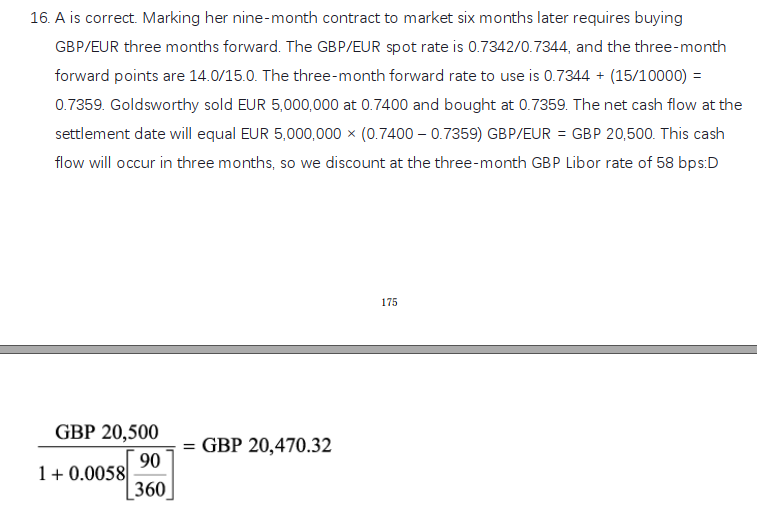 16. A is correct. Marking her nine-month contract to market six months later requires buying
GBP/EUR three months forward. The GBP/EUR spot rate is 0.7342/0.7344, and the three-month
forward points are 14.0/15.0. The three-month forward rate to use is 0.7344 + (15/10000) =
0.7359. Goldsworthy sold EUR 5,000,000 at 0.7400 and bought at 0.7359. The net cash flow at the
settlement date will equal EUR 5,000,000 × (0.7400 – 0.7359) GBP/EUR = GBP 20,500. This cash
flow will occur in three months, so we discount at the three-month GBP Libor rate of 58 bps:D
175
GBP 20,500
= GBP 20,470.32
1 + 0.0058[90
360]